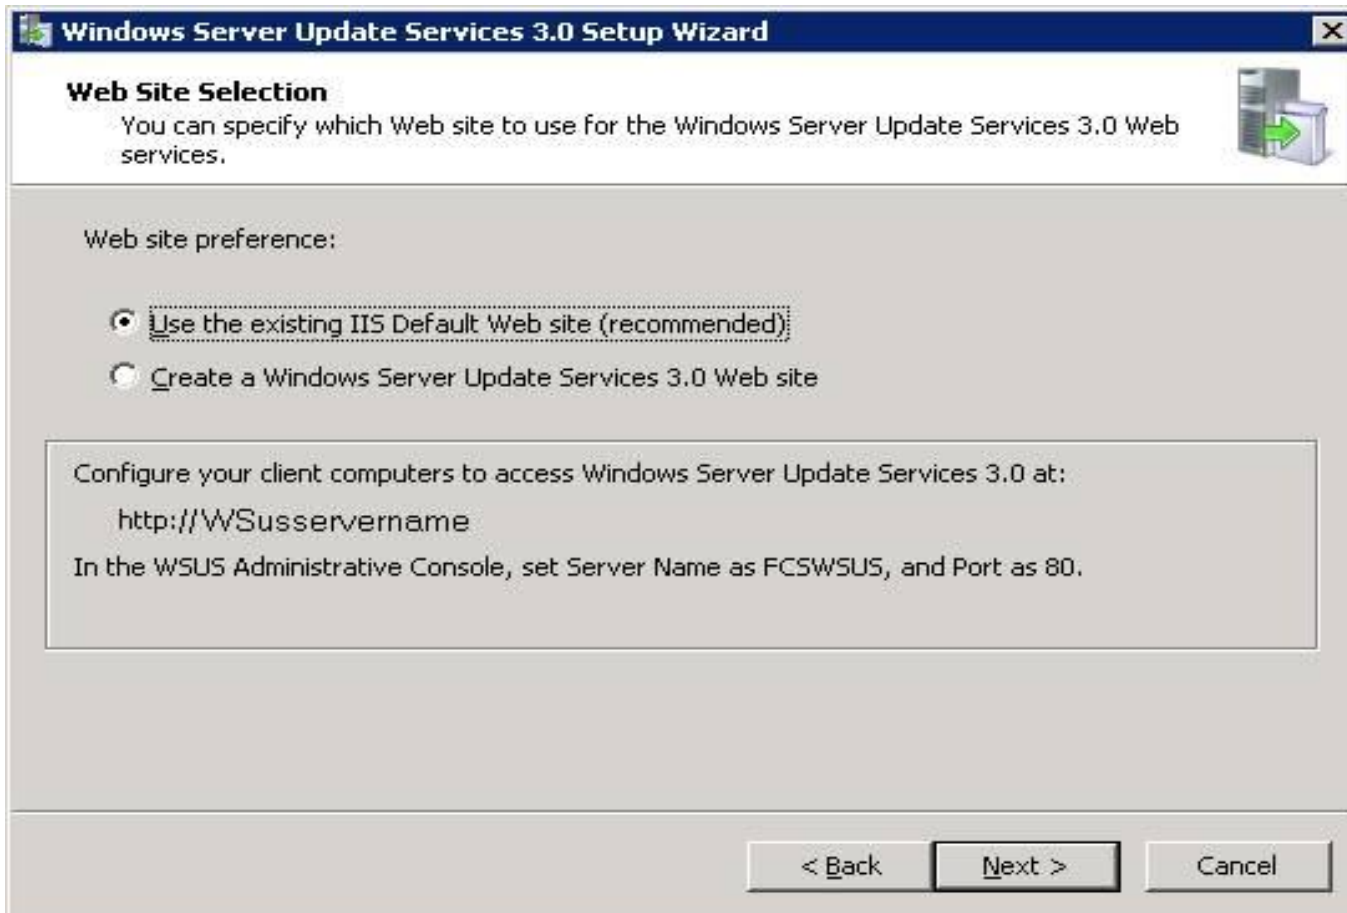 Windows Server Update Services 3.0 Setup Wizard
Web Site Selection
You can specify which Web site to use for the Windows Server Update Services 3.0 Web
services.
Web site preference:
Use the existing IIS Default Web site (recommended)
Create a Windows Server Update Services 3.0 Web site
Configure your client computers to access Windows Server Update Services 3.0 at:
http://WSusservername
In the WSUS Administrative Console, set Server Name as FCSWSUS, and Port as 80.
< Back
Next >
Cancel